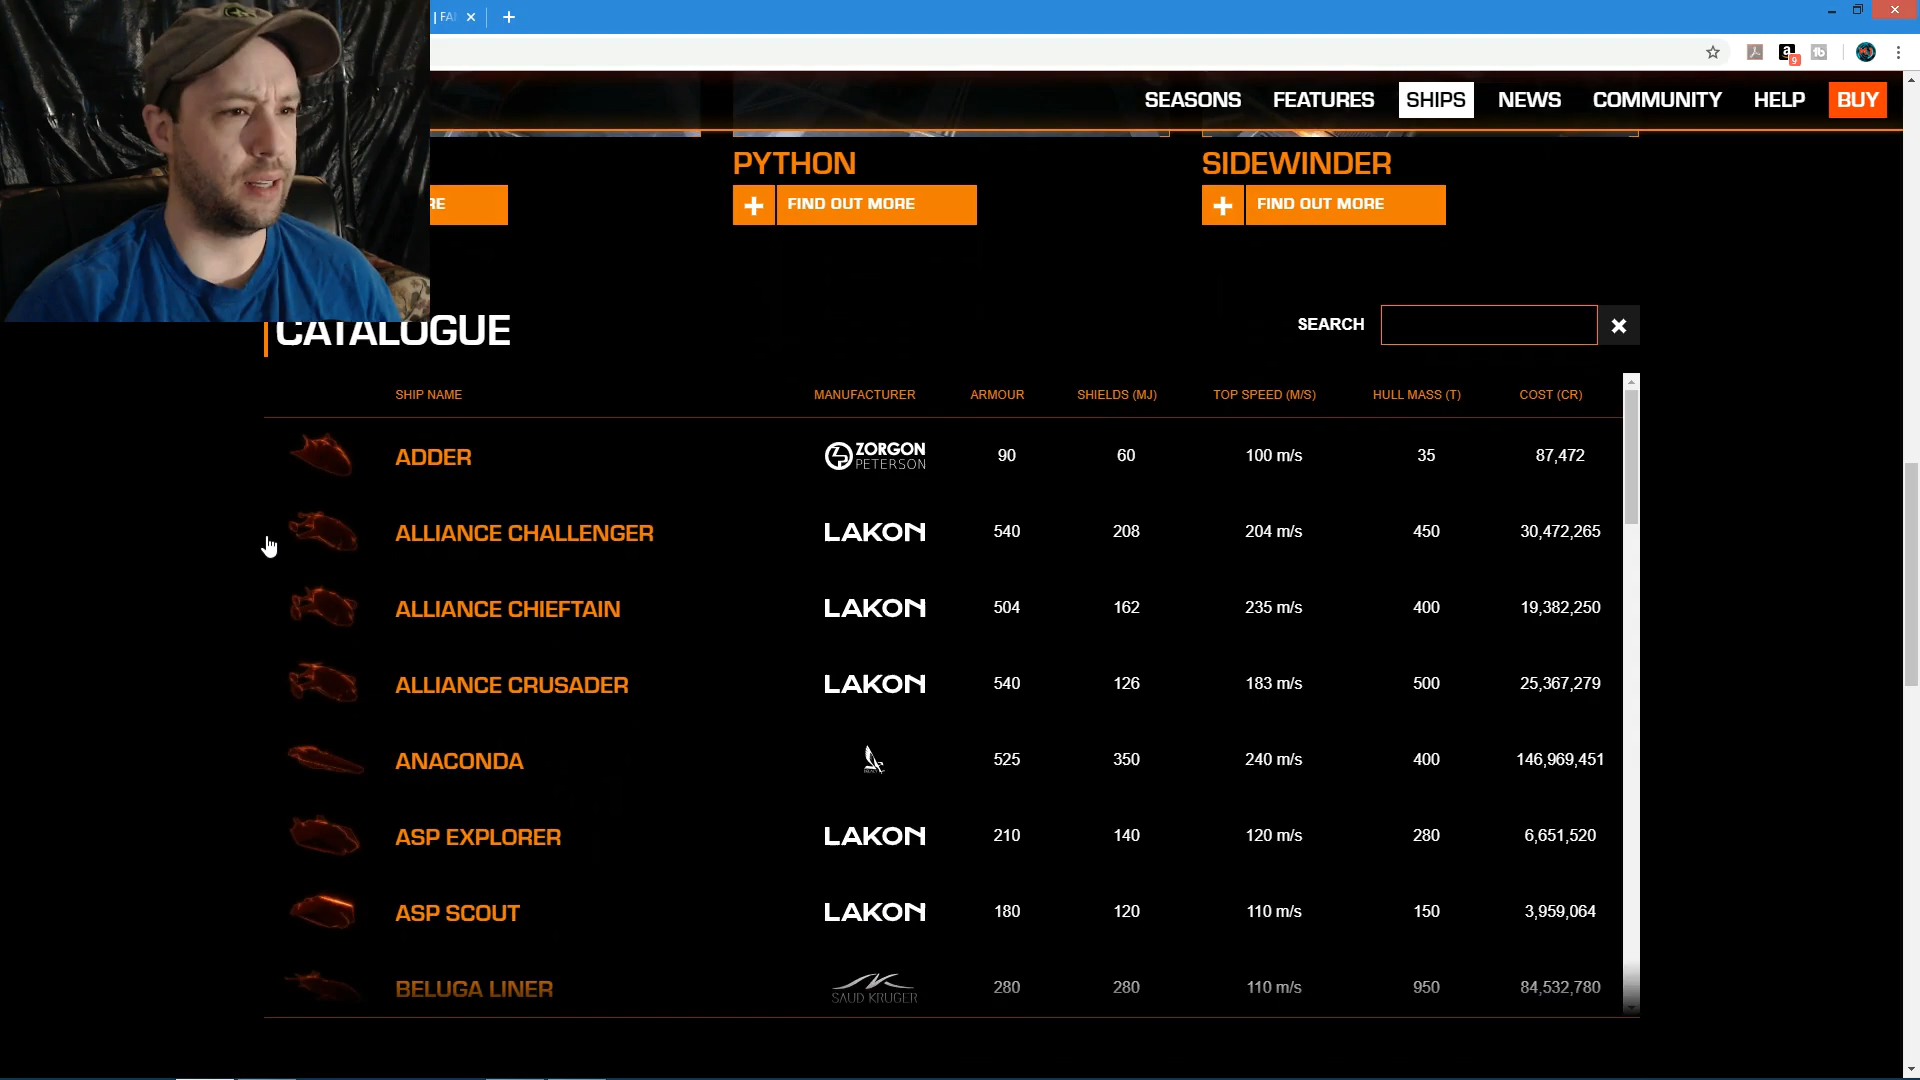 | FA
SEASONS FEATURES SHIPS NEWS COMMUNITY HELP BUY
9
PYTHON SIDEWINDER
RE FIND OUT MORE FIND OUT MORE
CATALOGUE SEARCH
SHIP NAME MANUFACTURER ARMOUR SHIELDS (MJ) TOP SPEED (M/S) HULL MASS (T) COST (CR)
ADDER ZORGON PETERSON 90 60 100 m/s 35 87,472
ALLIANCE CHALLENGER LAKON 540 208 204 m/s 450 30,472,265
ALLIANCE CHIEFTAIN LAKON 504 162 235 m/s 400 19,382,250
ALLIANCE CRUSADER LAKON 540 126 183 m/s 500 25,367,279
ANACONDA 525 350 240 m/s 400 146,969,451
ASP EXPLORER LAKON 210 140 120 m/s 280 6,651,520
ASP SCOUT LAKON 180 120 110 m/s 150 3,959,064
BELUGA LINER SAUD KRUGER 280 280 110 m/s 950 84,532,780